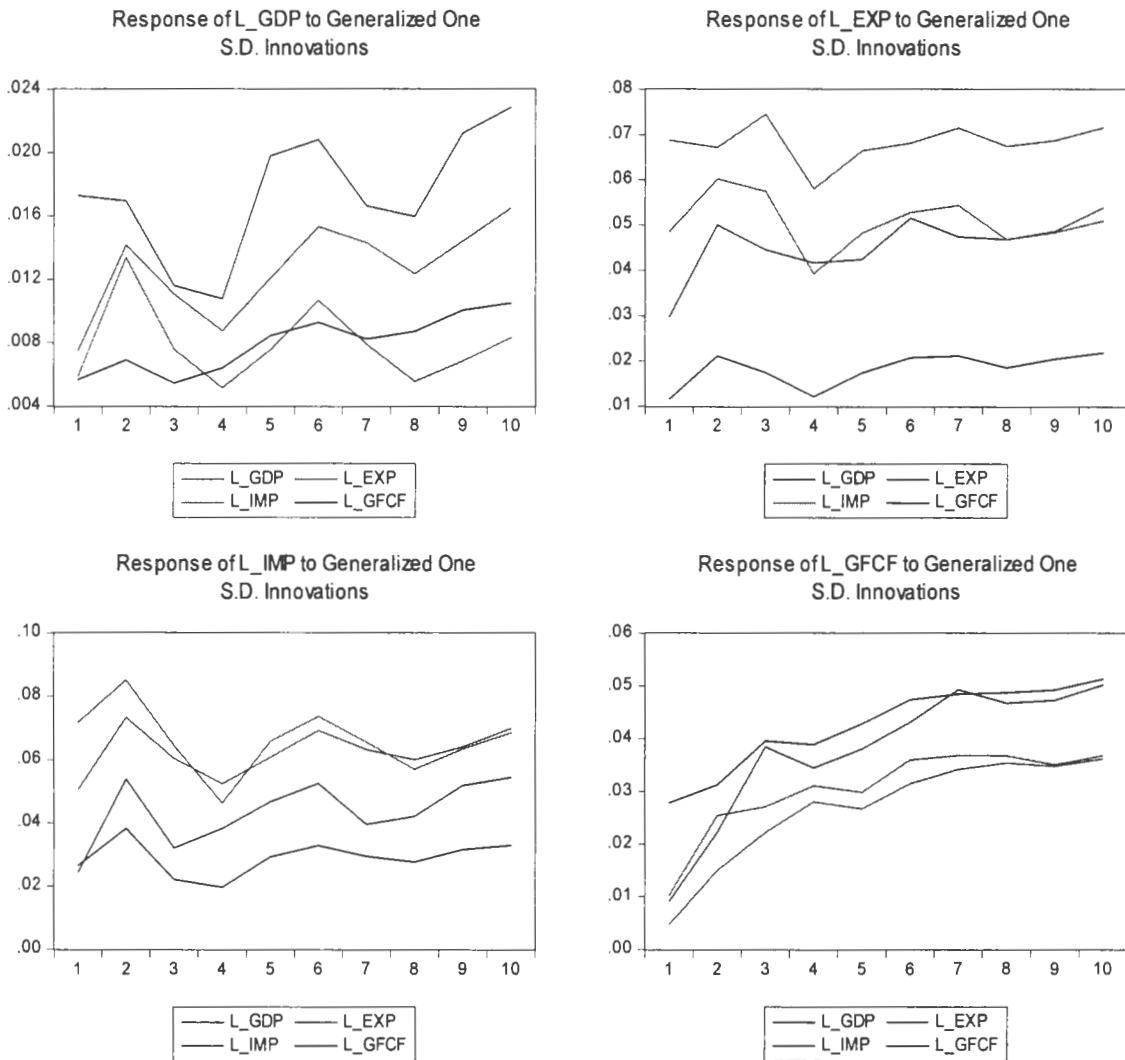 Response of L_GDP to Generalized One
S.D. Innovations
.024
.020
.016
.012
.008
.004
1 2 3 4 5 6 7 8 9 10
L_GDP L_EXP
L_IMP L_GFCF
Response of L_EXP to Generalized One
S.D. Innovations
.08
.07
.06
.05
.04
.03
.02
.01
1 2 3 4 5 6 7 8 9 10
L_GDP L_EXP
L_IMP L_GFCF
Response of L_IMP to Generalized One
S.D. Innovations
.10
.08
.06
.04
.02
.00
1 2 3 4 5 6 7 8 9 10
L_GDP L_EXP
L_IMP L_GFCF
Response of L_GFCF to Generalized One
S.D. Innovations
.06
.05
.04
.03
.02
.01
.00
1 2 3 4 5 6 7 8 9 10
L_GDP L_EXP
L_IMP L_GFCF